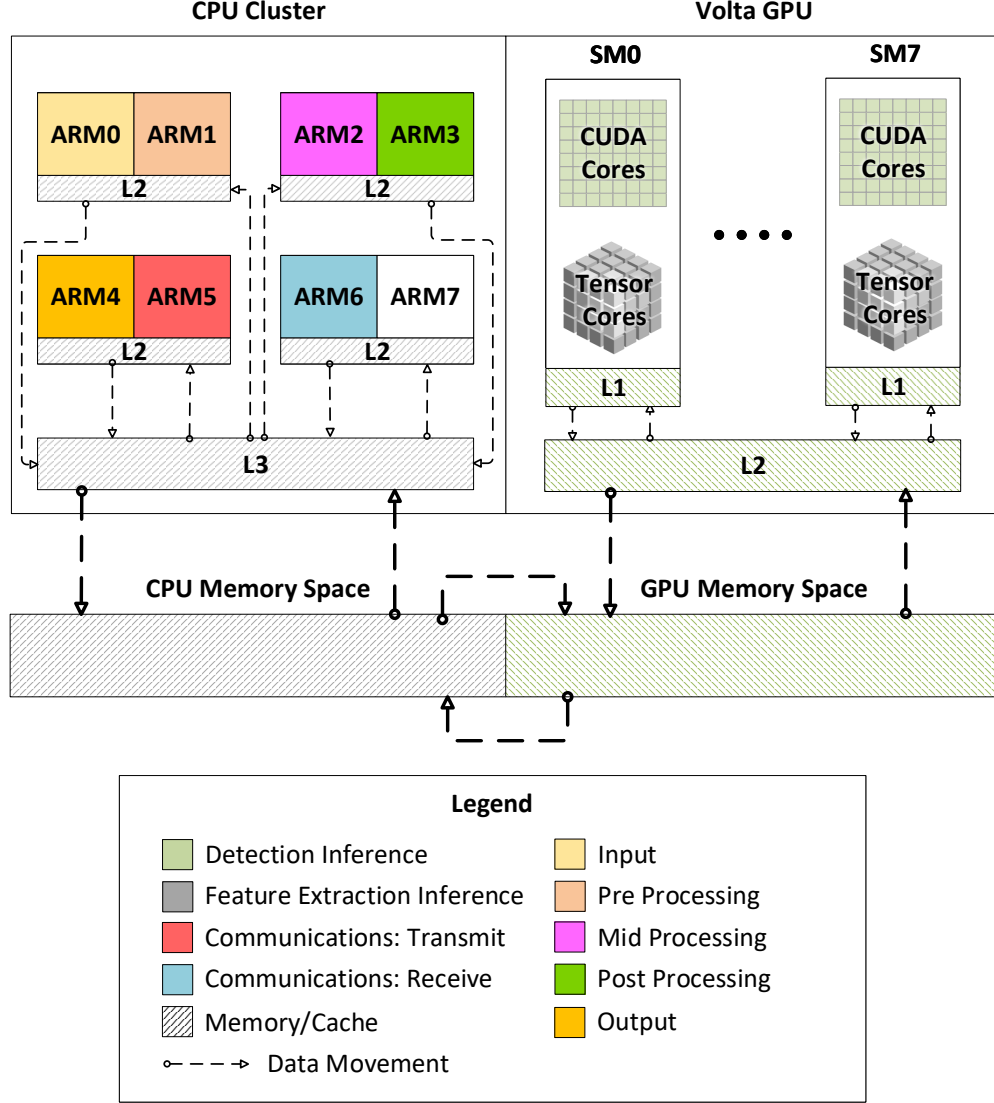 CPU Cluster
Volta GPU
SM0
SM7
ARM0
ARM1
ARM2
ARM3
CUDA
Cores
CUDA
Cores
L2
L2
ARM4
ARM5
ARM6
ARM7
Tensor
Cores
Tensor
Cores
L2
L2
L1
L1
L3
L2
CPU Memory Space
GPU Memory Space
Legend
Detection Inference
Input
Feature Extraction Inference
Pre Processing
Communications: Transmit
Mid Processing
Communications: Receive
Post Processing
Memory/Cache
Output
Data Movement